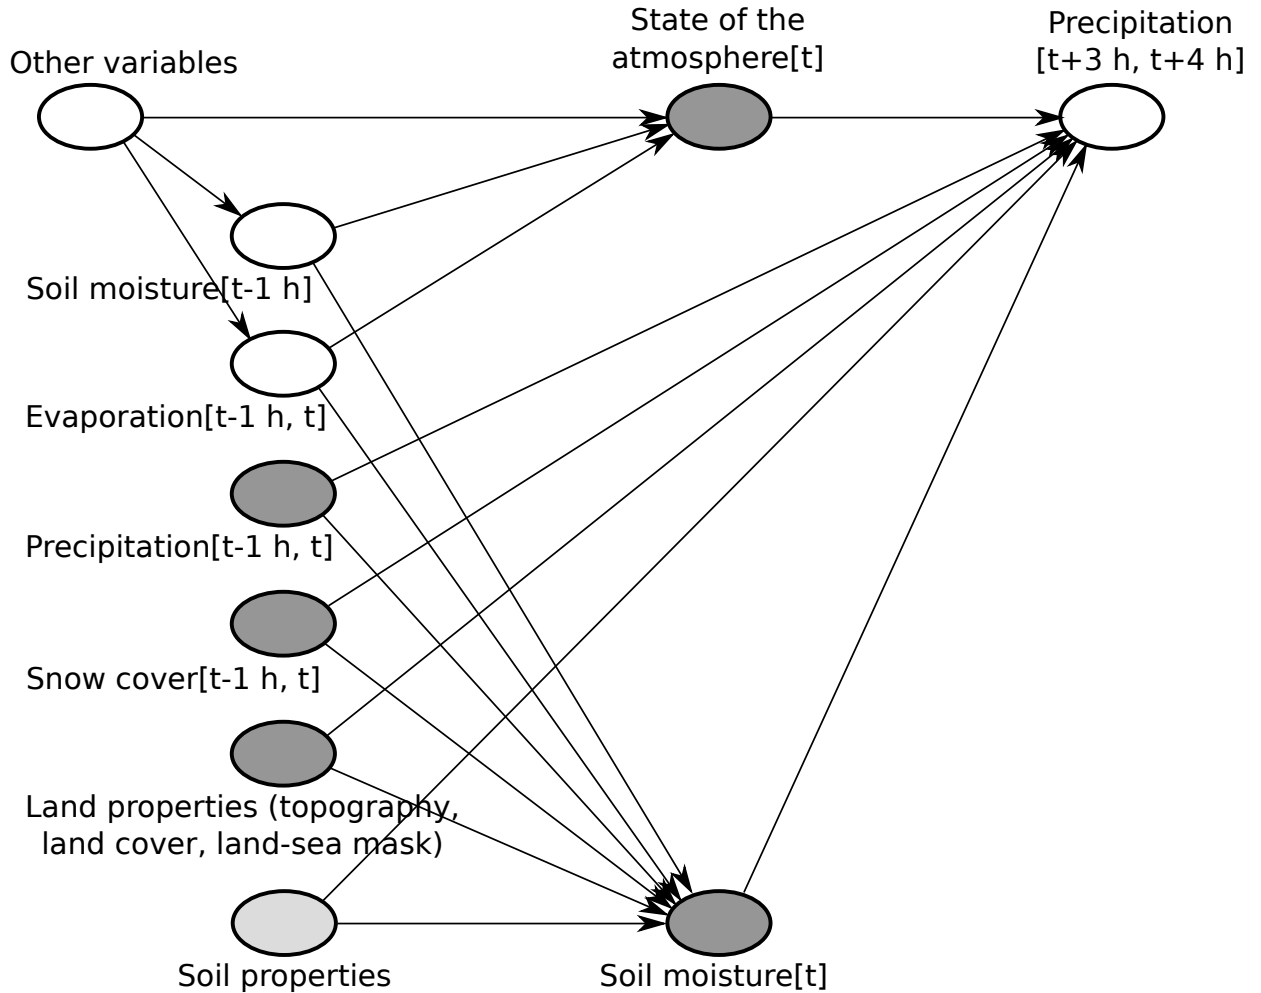 State of the
atmosphere[t]
Precipitation
[t+3 h, t+4 h]
Other variables
Soil moisture[t-1 h]
Evaporation[t-1 h, t]
Precipitation[t-1 h, t]
Snow cover[t-1 h, t]
Land properties (topography,
land cover, land-sea mask)
Soil properties
Soil moisture[t]